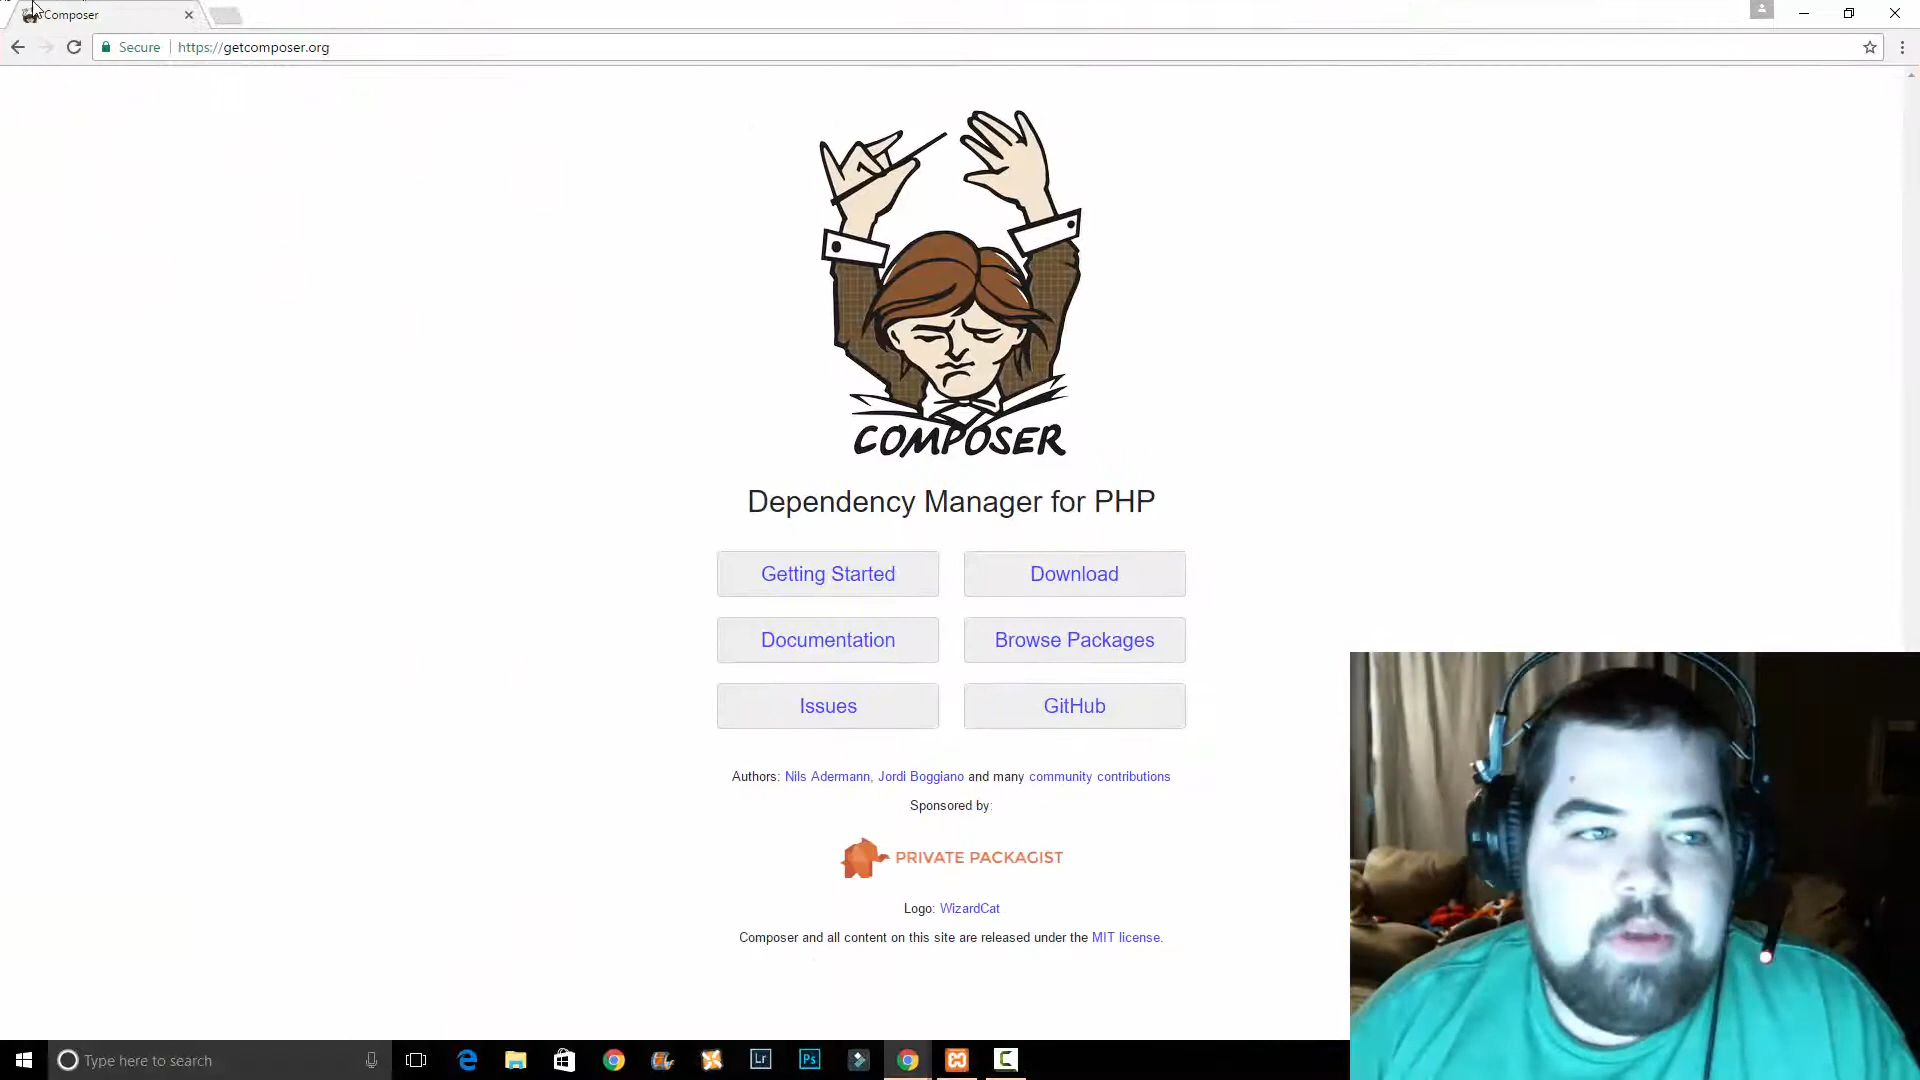 Composer
Secure
https://getcomposer.org
COMPOSER
Dependency Manager for PHP
Getting Started
Download
Documentation
Browse Packages
Issues
GitHub
Authors: Nils Adermann, Jordi Boggiano and many community contributions
Sponsored by:
PRIVATE PACKAGIST
Logo: WizardCat
Composer and all content on this site are released under the MIT license.
Type here to search
Lr
Ps